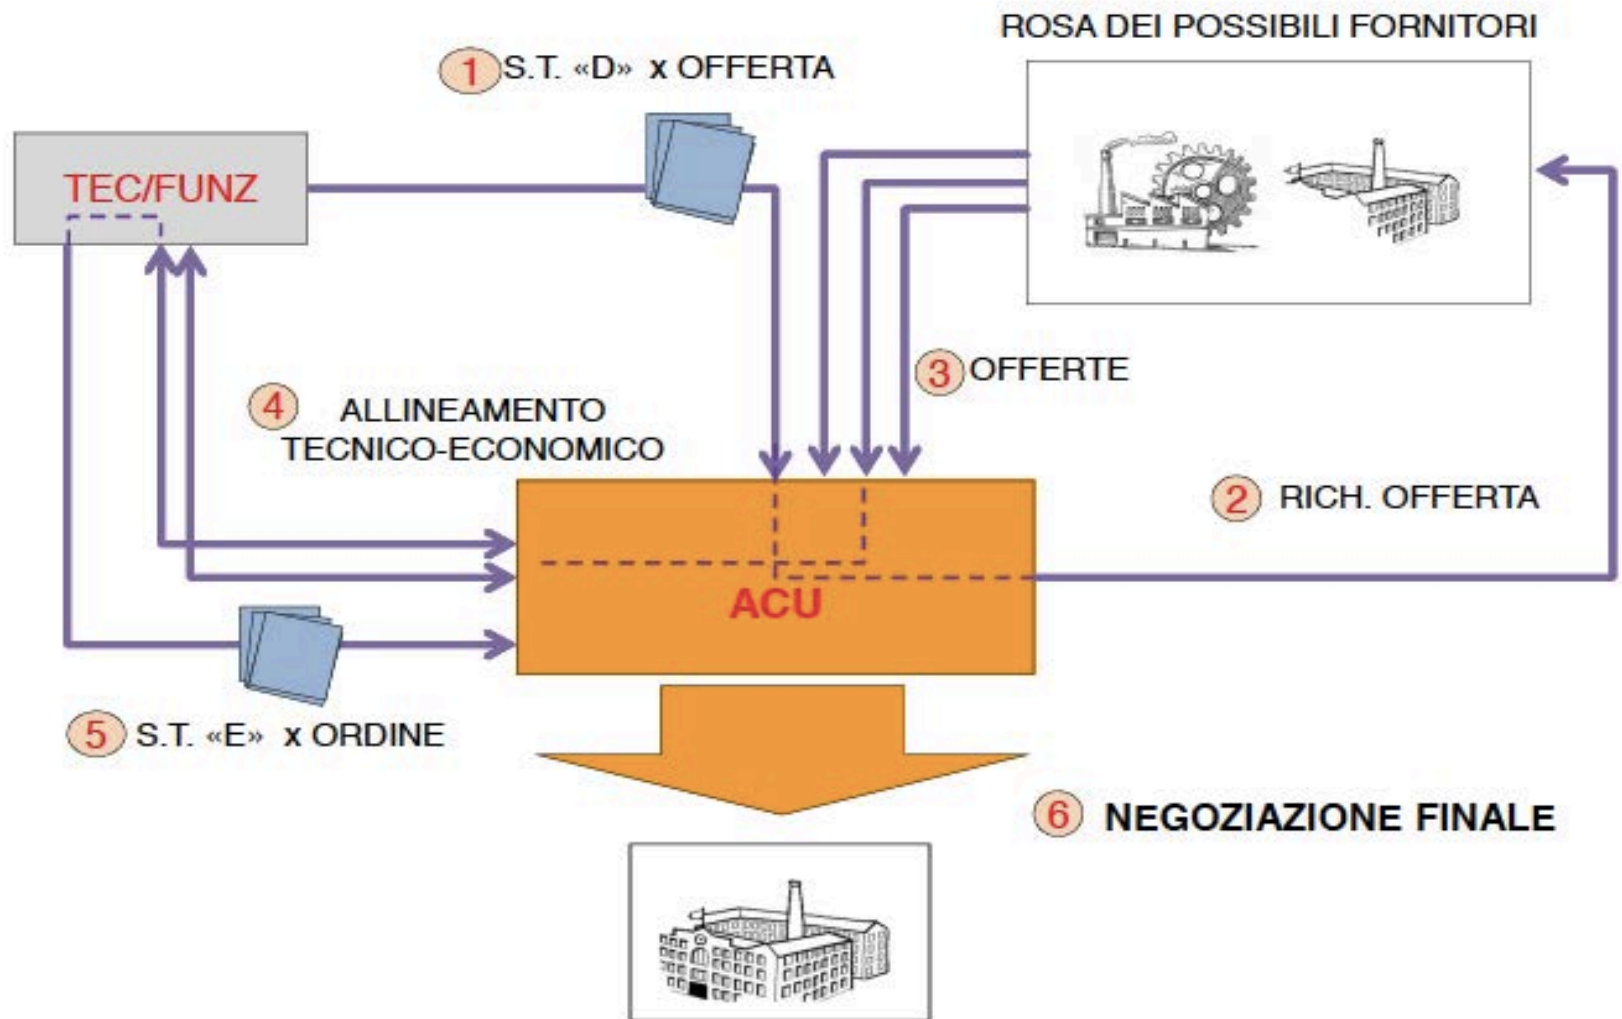 ROSA DEI POSSIBILI FORNITORI
1 S.T. «D» x OFFERTA
TEC/FUNZ
3 OFFERTE
4 ALLINEAMENTO
TECNICO-ECONOMICO
2 RICH. OFFERTA
ACU
5 S.T. «E» x ORDINE
6 NEGOZIAZIONE FINALE